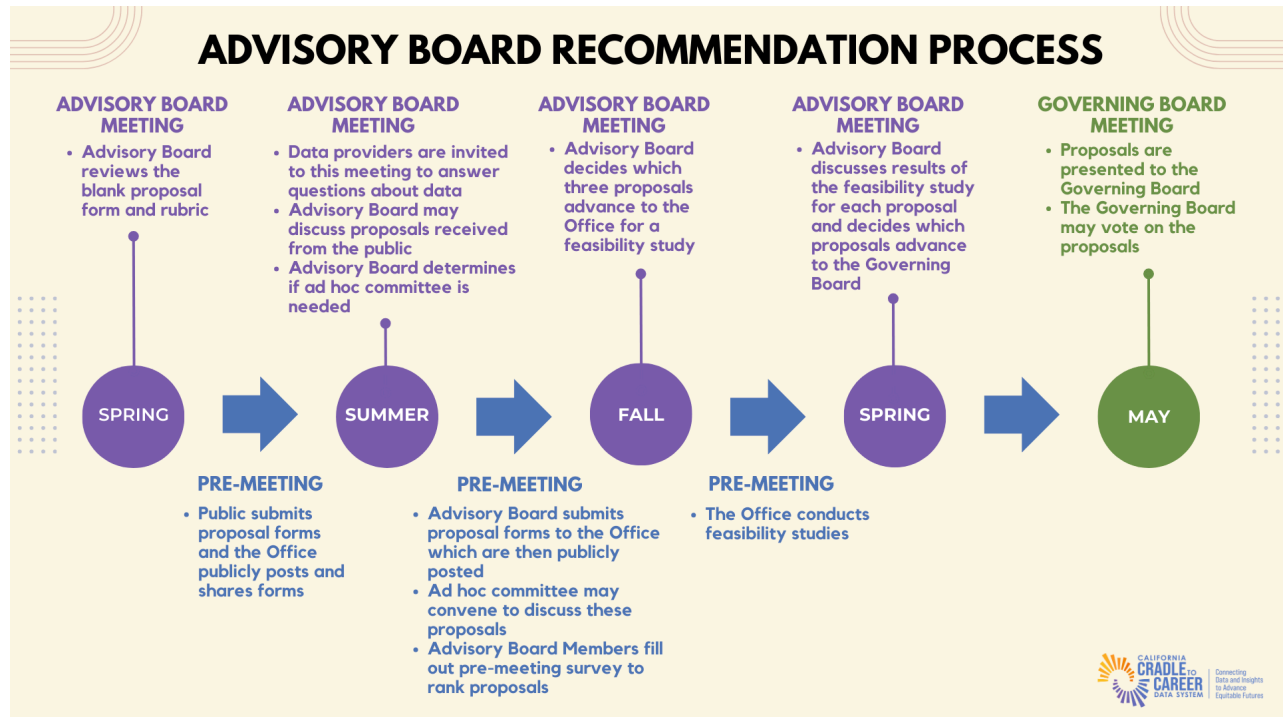 ADVISORY BOARD RECOMMENDATION PROCESS
ADVISORY BOARD
MEETING
• Advisory Board
reviews the
blank proposal
form and rubric
ADVISORY BOARD
MEETING
• Data providers are invited
to this meeting to answer
questions about data
• Advisory Board may
discuss proposals received
from the public
• Advisory Board determines
if ad hoc committee is
needed
ADVISORY BOARD
MEETING
• Advisory Board
decides which
three proposals
advance to the
Office for a
feasibility study
ADVISORY BOARD
MEETING
• Advisory Board
discusses results of
the feasibility study
for each proposal
and decides which
proposals advance
to the Governing
Board
GOVERNING BOARD
MEETING
• Proposals are
presented to the
Governing Board
• The Governing Board
may vote on the
proposals
SPRING
SUMMER
FALL
SPRING
MAY
PRE-MEETING
• Public submits
proposal forms
and the Office
publicly posts and
shares forms
PRE-MEETING
• Advisory Board submits
proposal forms to the Office
which are then publicly
posted
• Ad hoc committee may
convene to discuss these
proposals
• Advisory Board Members fill
out pre-meeting survey to
rank proposals
PRE-MEETING
• The Office conducts
feasibility studies
CALIFORNIA
CRADLE TO
CAREER
DATA SYSTEM
Connecting
Data and Insights
to Advance
Equitable Futures